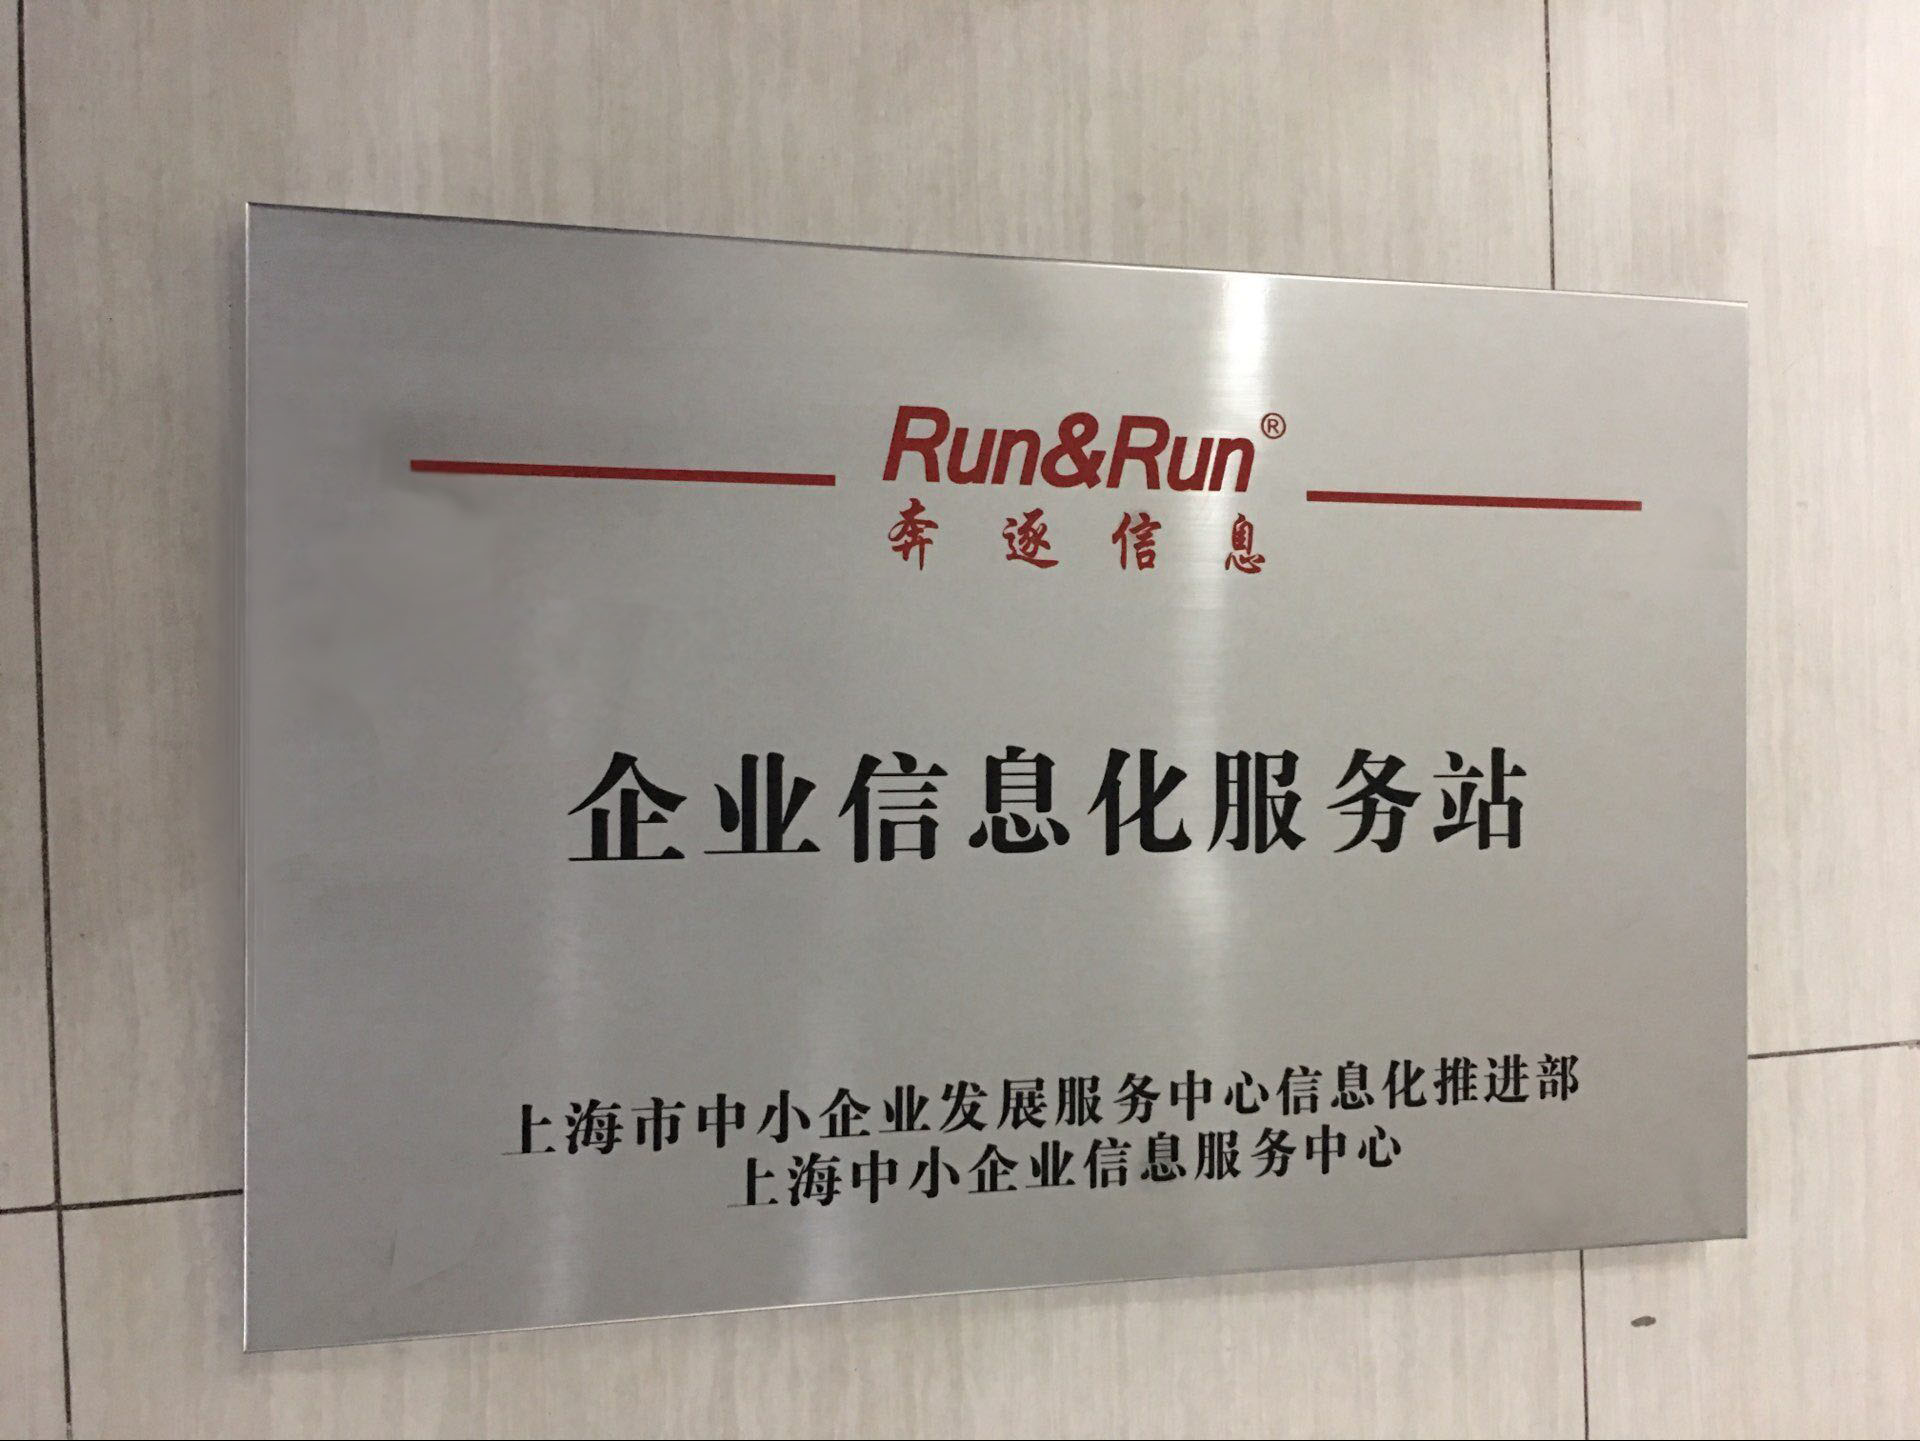 Run&Run®
奔逐信息
企业信息化服务站
上海市中小企业发展服务中心信息化推进部
上海中小企业信息服务中心